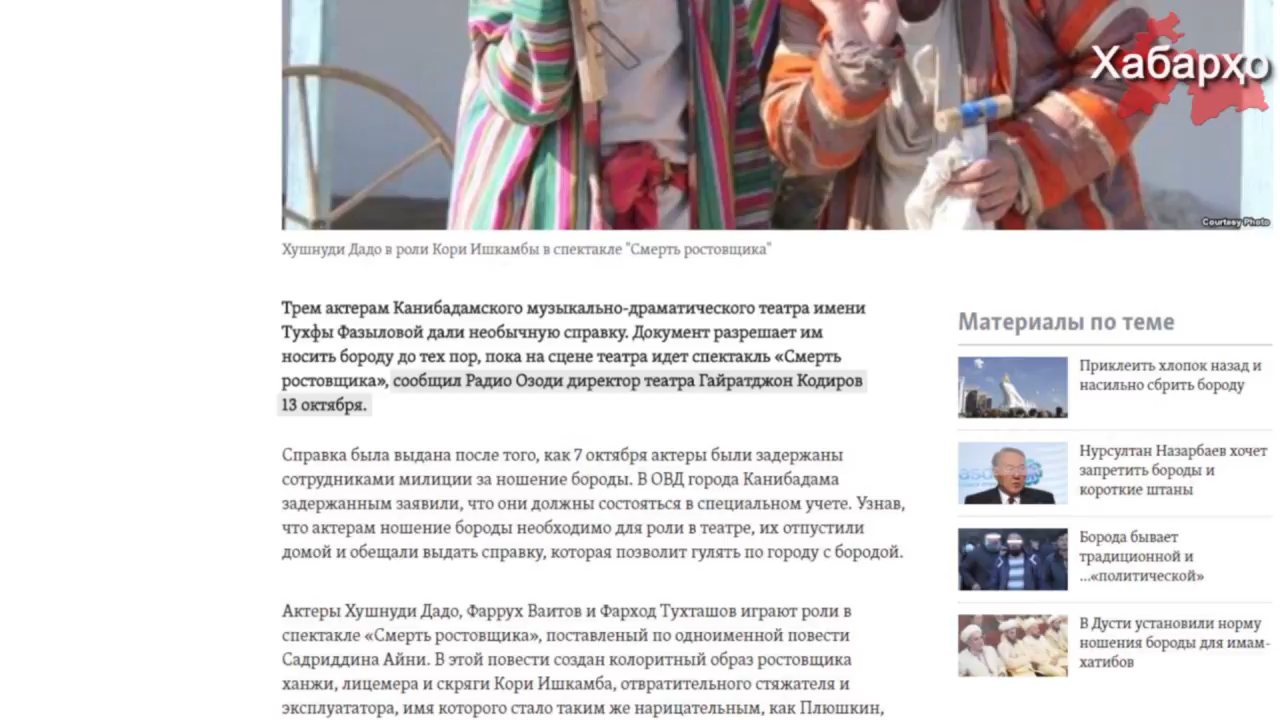 Хабарҳо
Courtesy Photo
Хушнуди Дадо в роли Кори Ишкамбы в спектакле "Смерть ростовщика"
Трем актерам Канибадамского музыкально-драматического театра имени
Тухфы Фазыловой дали необычную справку. Документ разрешает им
носить бороду до тех пор, пока на сцене театра идет спектакль «Смерть
ростовщика», сообщил Радио Озоди директор театра Гайратджон Кодиров
13 октября.
Справка была выдана после того, как 7 октября актеры были задержаны
сотрудниками милиции за ношение бороды. В ОВД города Канибадама
задержанным заявили, что они должны состояться в специальном учете. Узнав,
что актерам ношение бороды необходимо для роли в театре, их отпустили
домой и обещали выдать справку, которая позволит гулять по городу с бородой.
Актеры Хушнуди Дадо, Фаррух Ваитов и Фарход Тухташов играют роли в
спектакле «Смерть ростовщика», поставленый по одноименной повести
Садриддина Айни. В этой повести создан колоритный образ ростовщика
ханжи, лицемера и скряги Кори Ишкамба, отвратительного стяжателя и
эксплуататора, имя которого стало таким же нарицательным, как Плюшкин,
Материалы по теме
Приклеить хлопок назад и
насильно сбрить бороду
Нурсултан Назарбаев хочет
запретить бороды и
короткие штаны
Борода бывает
традиционной и
...«политической»
В Дусти установили норму
ношения бороды для имам-
хатибов